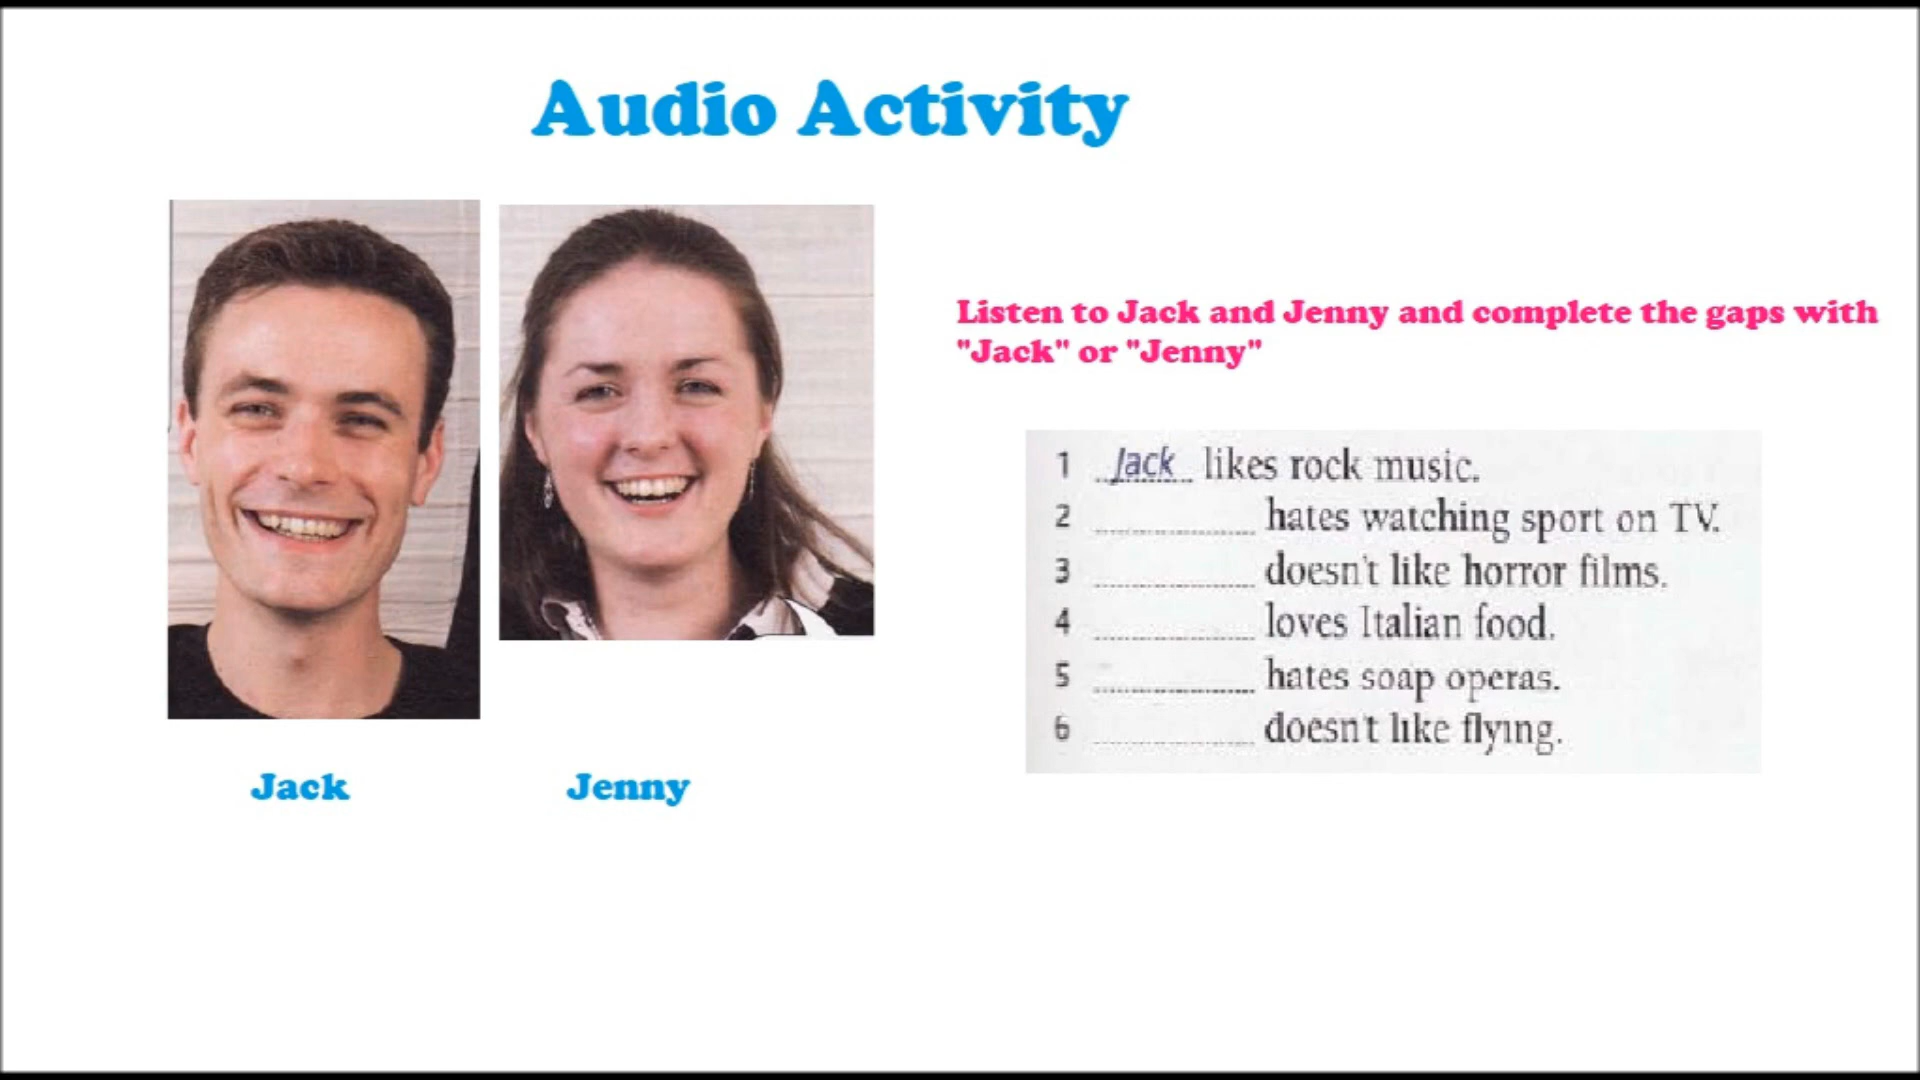 Audio Activity
Listen to Jack and Jenny and complete the gaps with
"Jack" or "Jenny"
1 Jack likes rock music.
2 hates watching sport on TV.
3 doesn't like horror films.
4 loves Italian food.
5 hates soap operas.
6 doesn't like flying.
Jack
Jenny